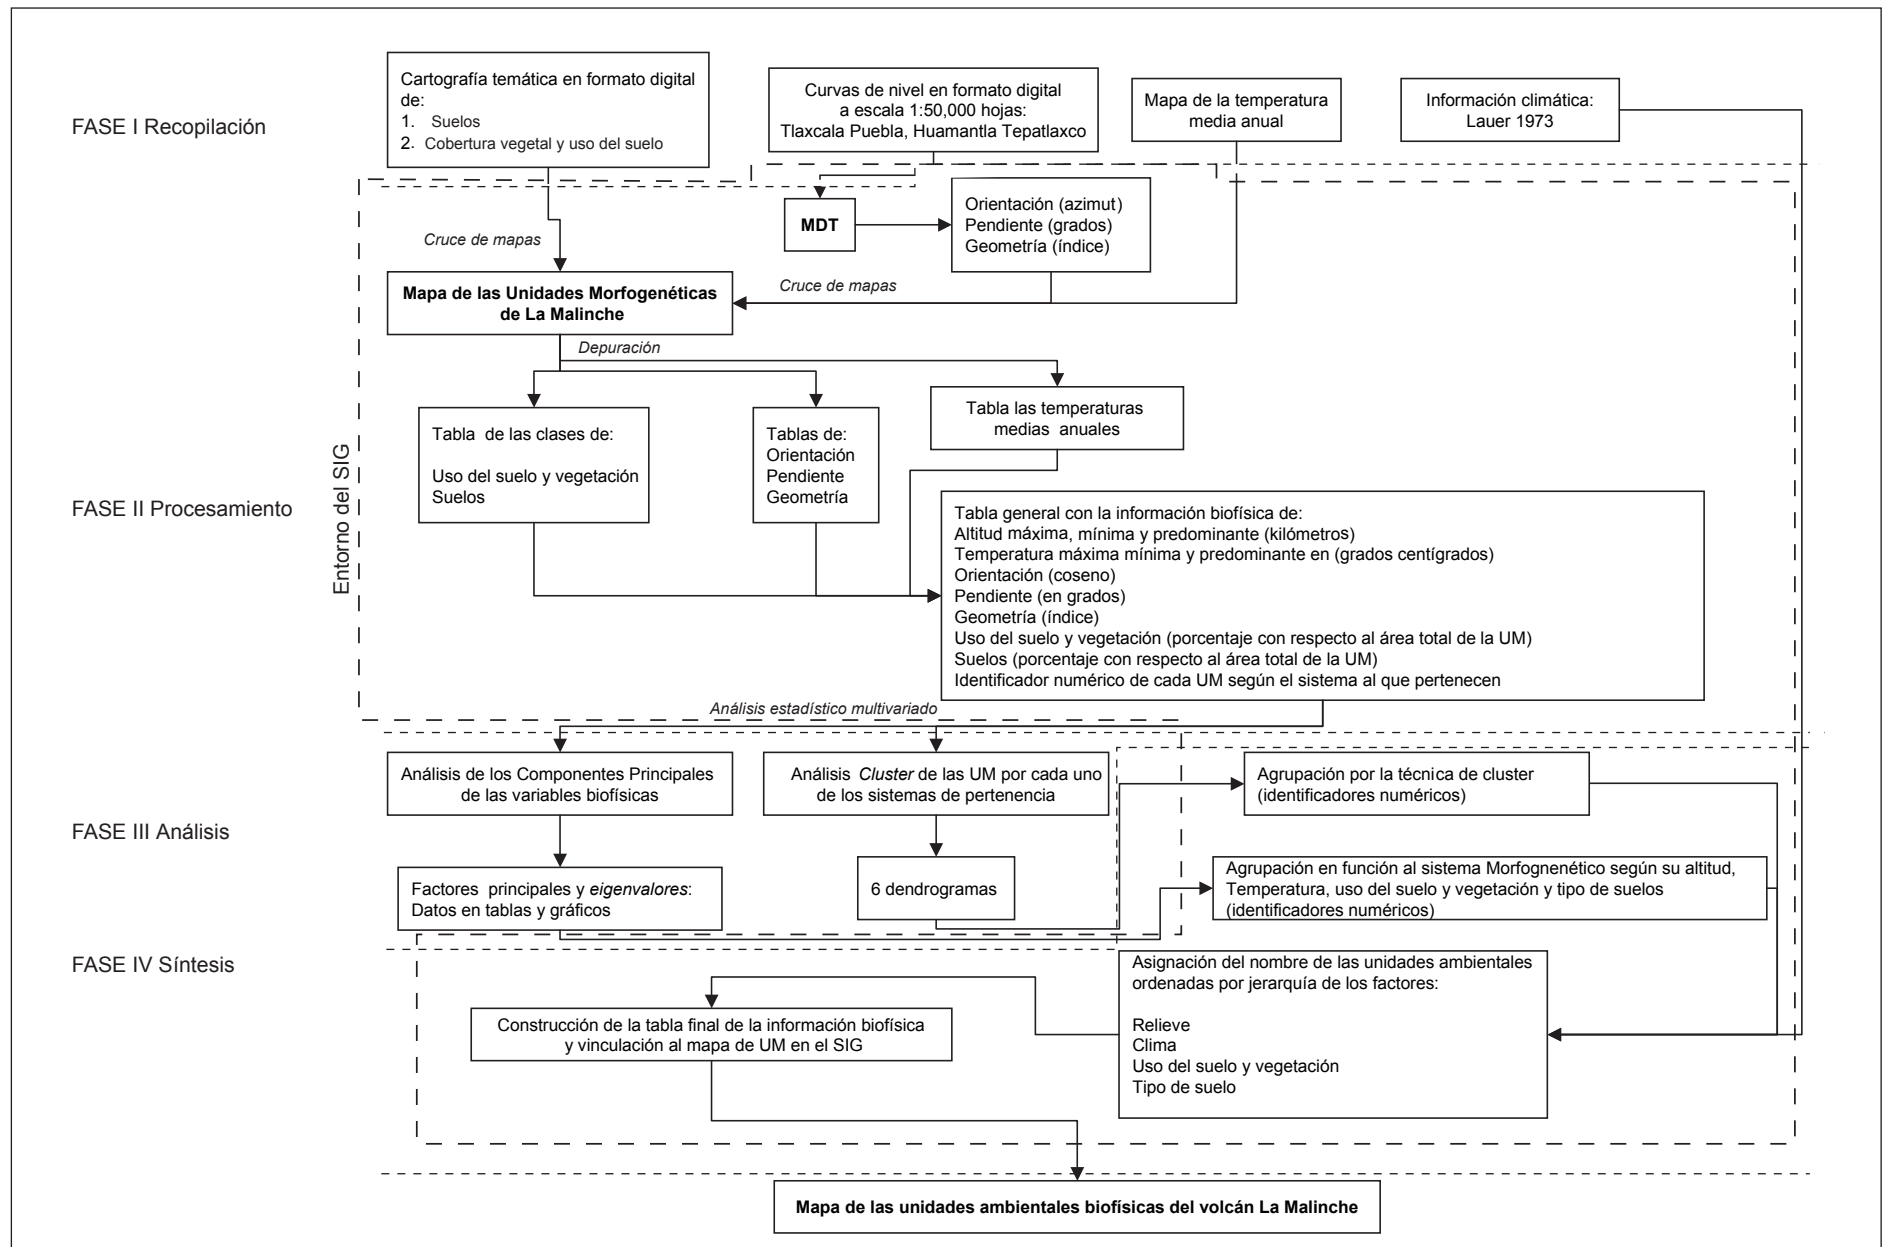 FASE I Recopilación
Cartografía temática en formato digital
de:
1. Suelos
2. Cobertura vegetal y uso del suelo
Curvas de nivel en formato digital
a escala 1:50,000 hojas:
Tlaxcala Puebla, Huamantla Tepatlaxco
Mapa de la temperatura
media anual
Información climática:
Lauer 1973
Entorno del SIG
FASE II Procesamiento
MDT
Orientación (azimut)
Pendiente (grados)
Geometría (índice)
Cruce de mapas
Cruce de mapas
Mapa de las Unidades Morfogenéticas
de La Malinche
Depuración
Tabla de las clases de:
Uso del suelo y vegetación
Suelos
Tablas de:
Orientación
Pendiente
Geometría
Tabla las temperaturas
medias anuales
Tabla general con la información biofísica de:
Altitud máxima, mínima y predominante (kilómetros)
Temperatura máxima mínima y predominante en (grados centígrados)
Orientación (coseno)
Pendiente (en grados)
Geometría (índice)
Uso del suelo y vegetación (porcentaje con respecto al área total de la UM)
Suelos (porcentaje con respecto al área total de la UM)
Identificador numérico de cada UM según el sistema al que pertenecen
Análisis estadístico multivariado
FASE III Análisis
Análisis de los Componentes Principales
de las variables biofísicas
Análisis Cluster de las UM por cada uno
de los sistemas de pertenencia
Agrupación por la técnica de cluster
(identificadores numéricos)
Factores principales y eigenvalores:
Datos en tablas y gráficos
6 dendrogramas
Agrupación en función al sistema Morfognenético según su altitud,
Temperatura, uso del suelo y vegetación y tipo de suelos
(identificadores numéricos)
FASE IV Síntesis
Asignación del nombre de las unidades ambientales
ordenadas por jerarquía de los factores:
Relieve
Clima
Uso del suelo y vegetación
Tipo de suelo
Construcción de la tabla final de la información biofísica
y vinculación al mapa de UM en el SIG
Mapa de las unidades ambientales biofísicas del volcán La Malinche